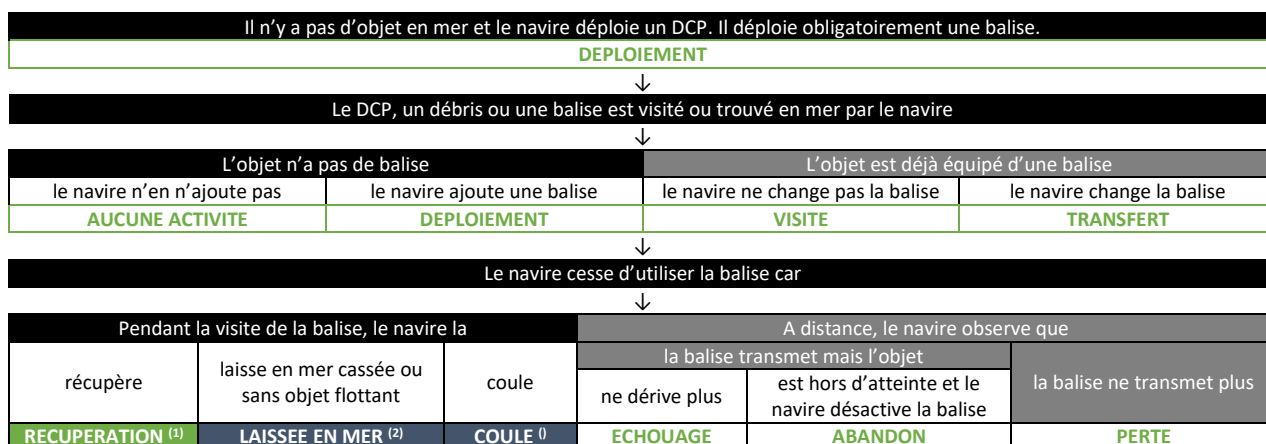 Il n'y a pas d'objet en mer et le navire déploie un DCP. Il déploie obligatoirement une balise.
DEPLOIEMENT
↓
Le DCP, un débris ou une balise est visité ou trouvé en mer par le navire
↓
L'objet n'a pas de balise
L'objet est déjà équipé d'une balise
le navire n'en n'ajoute pas
le navire ajoute une balise
le navire ne change pas la balise
le navire change la balise
AUCUNE ACTIVITE
DEPLOIEMENT
VISITE
TRANSFERT
↓
Le navire cesse d'utiliser la balise car
↓
Pendant la visite de la balise, le navire la
A distance, le navire observe que
récupère
laisse en mer cassée ou
sans objet flottant
coule
la balise transmet mais l'objet
ne dérive plus
est hors d'atteinte et le
navire désactive la balise
la balise ne transmet plus
RECUPERATION (1)
LAISSEE EN MER (2)
COULE ()
ECHOUAGE
ABANDON
PERTE